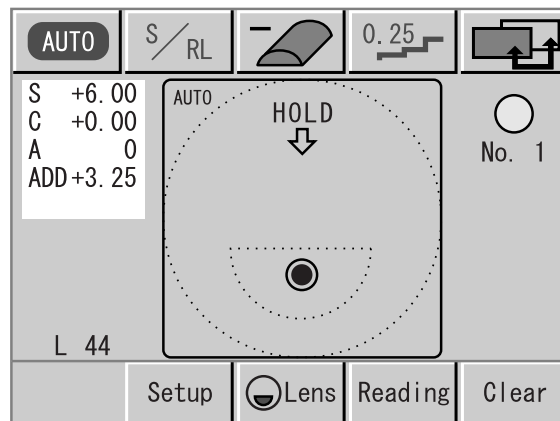 AUTO
S/RL
0.25
S +6.00
C +0.00
A 0
ADD+3.25
AUTO
HOLD
No. 1
L 44
Setup
Lens
Reading
Clear